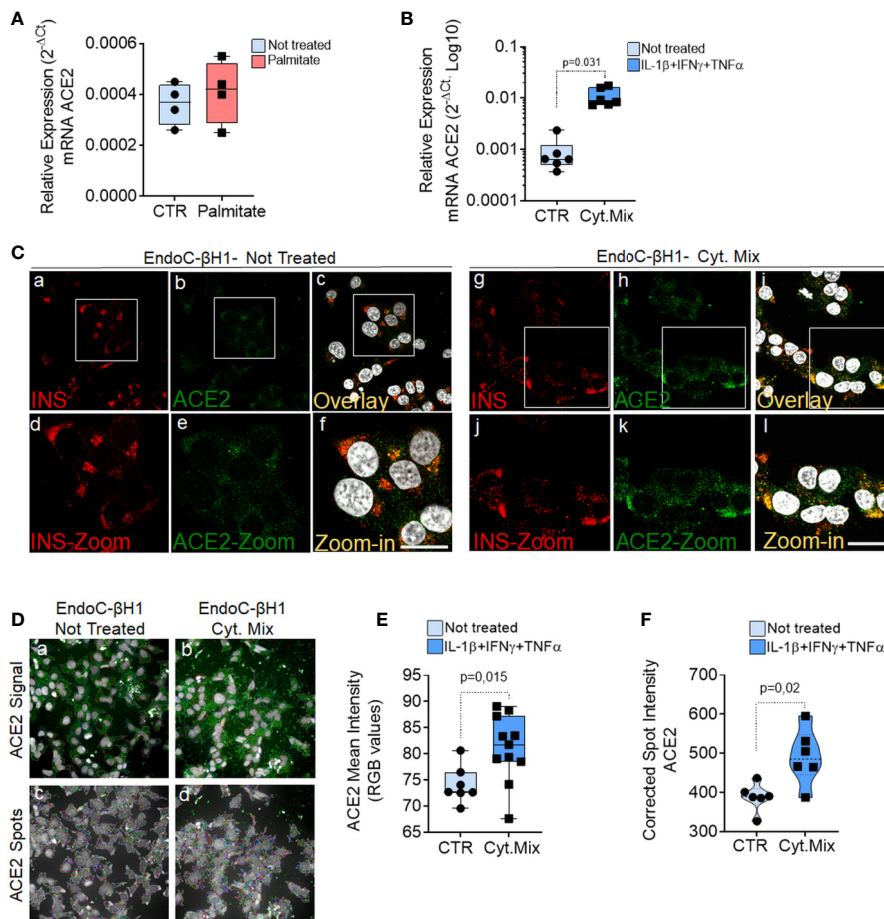 A
Relative Expression (2^-ΔCt)
mRNA ACE2
0.0006
0.0004
0.0002
0.0000
CTR
Palmitate
Not treated
Palmitate
B
Relative Expression
mRNA ACE2 (2^-ΔCt, Log10)
0.1
0.01
0.001
0.0001
p=0.031
CTR
Cyt.Mix
Not treated
IL-1β+IFNγ+TNFα
C
EndoC-βH1- Not Treated
a
INS
b
ACE2
c
Overlay
d
INS-Zoom
e
ACE2-Zoom
f
Zoom-in
EndoC-βH1- Cyt. Mix
g
INS
h
ACE2
i
Overlay
j
INS-Zoom
k
ACE2-Zoom
l
Zoom-in
D
EndoC-βH1
Not Treated
EndoC-βH1
Cyt. Mix
ACE2 Signal
a
b
ACE2 Spots
c
d
E
Not treated
IL-1β+IFNγ+TNFα
p=0,015
ACE2 Mean Intensity
(RGB values)
95
90
85
80
75
70
65
CTR
Cyt.Mix
F
Not treated
IL-1β+IFNγ+TNFα
p=0,02
Corrected Spot Intensity
ACE2
700
600
500
400
300
CTR
Cyt.Mix